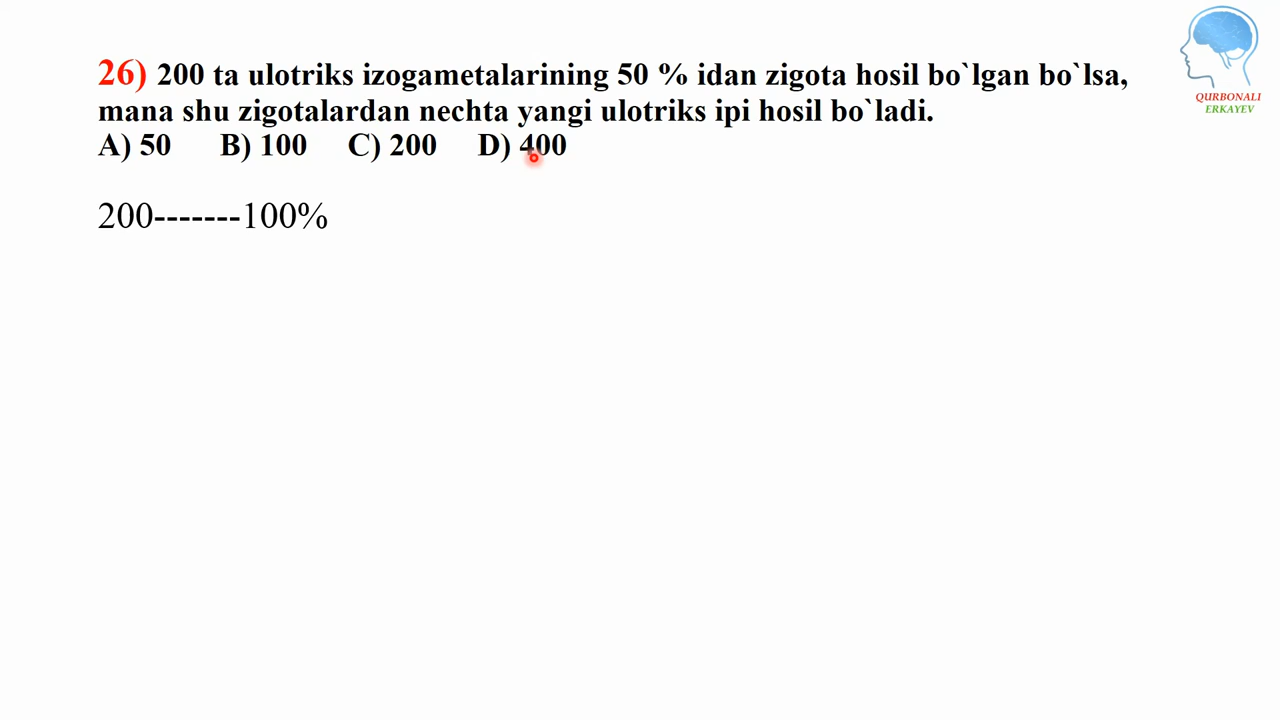 26) 200 ta ulotriks izogametalarining 50 % idan zigota hosil bo`lgan bo`lsa,
mana shu zigotalardan nechta yangi ulotriks ipi hosil bo`ladi.
A) 50 B) 100 C) 200 D) 400
200-------100%
QURBONALI
ERKAYEV